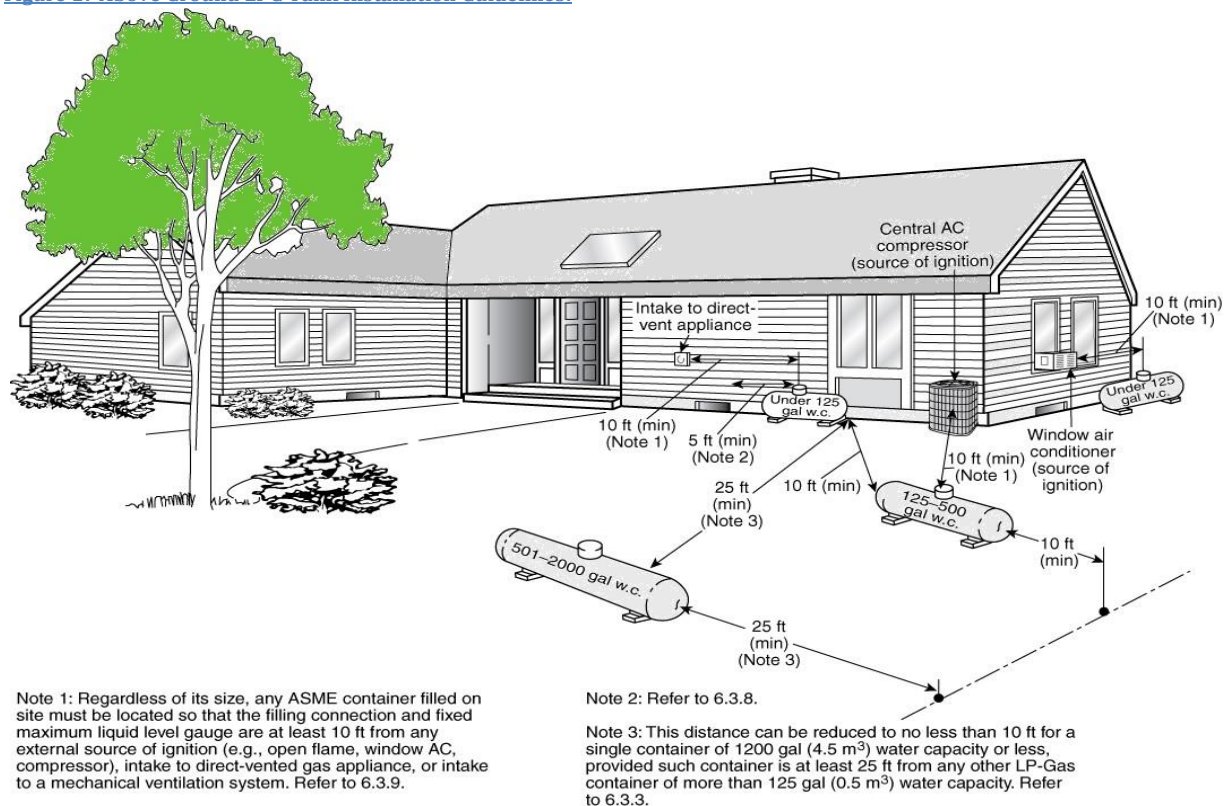 Figure 2: Above Ground LPG Tank Installation Guidelines:
Central AC
compressor
(source of ignition)
10 ft (min)
(Note 1)
Intake to direct-
vent appliance
Under 125
gal w.c.
Under 125
gal w.c.
10 ft (min)
(Note 1)
5 ft (min)
(Note 2)
Window air
conditioner
(source of
ignition)
10 ft (min)
(Note 1)
25 ft
(min)
(Note 3)
10 ft (min)
125–500
gal w.c.
10 ft
(min)
501–2000 gal w.c.
25 ft
(min)
(Note 3)
Note 1: Regardless of its size, any ASME container filled on
site must be located so that the filling connection and fixed
maximum liquid level gauge are at least 10 ft from any
external source of ignition (e.g., open flame, window AC,
compressor), intake to direct-vented gas appliance, or intake
to a mechanical ventilation system. Refer to 6.3.9.
Note 2: Refer to 6.3.8.
Note 3: This distance can be reduced to no less than 10 ft for a
single container of 1200 gal (4.5 m³) water capacity or less,
provided such container is at least 25 ft from any other LP-Gas
container of more than 125 gal (0.5 m³) water capacity. Refer
to 6.3.3.